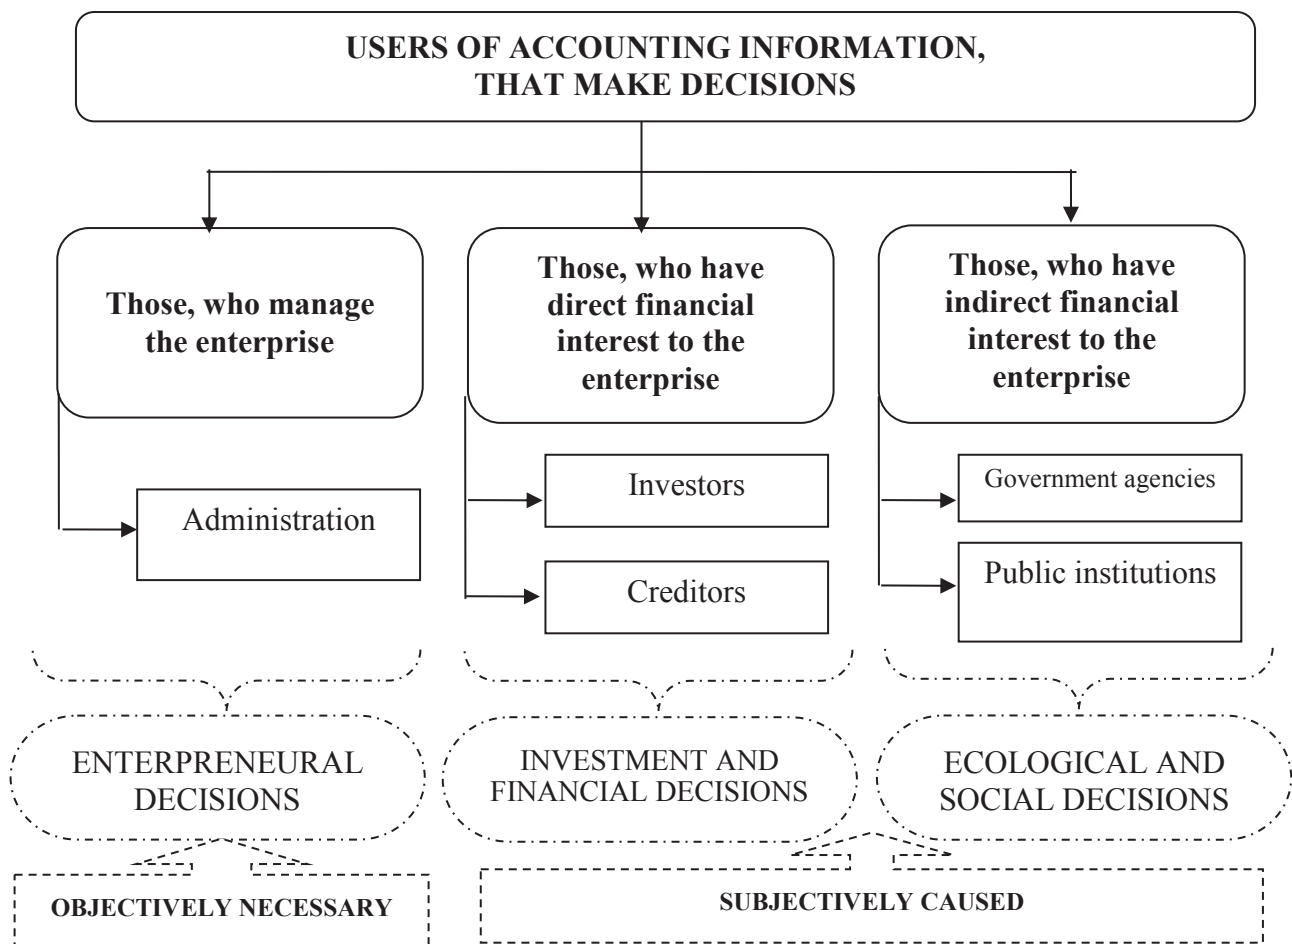 USERS OF ACCOUNTING INFORMATION,
THAT MAKE DECISIONS
Those, who manage
the enterprise
Those, who have
direct financial
interest to the
enterprise
Those, who have
indirect financial
interest to the
enterprise
Administration
Investors
Creditors
Government agencies
Public institutions
ENTERPRENEURAL
DECISIONS
INVESTMENT AND
FINANCIAL DECISIONS
ECOLOGICAL AND
SOCIAL DECISIONS
OBJECTIVELY NECESSARY
SUBJECTIVELY CAUSED